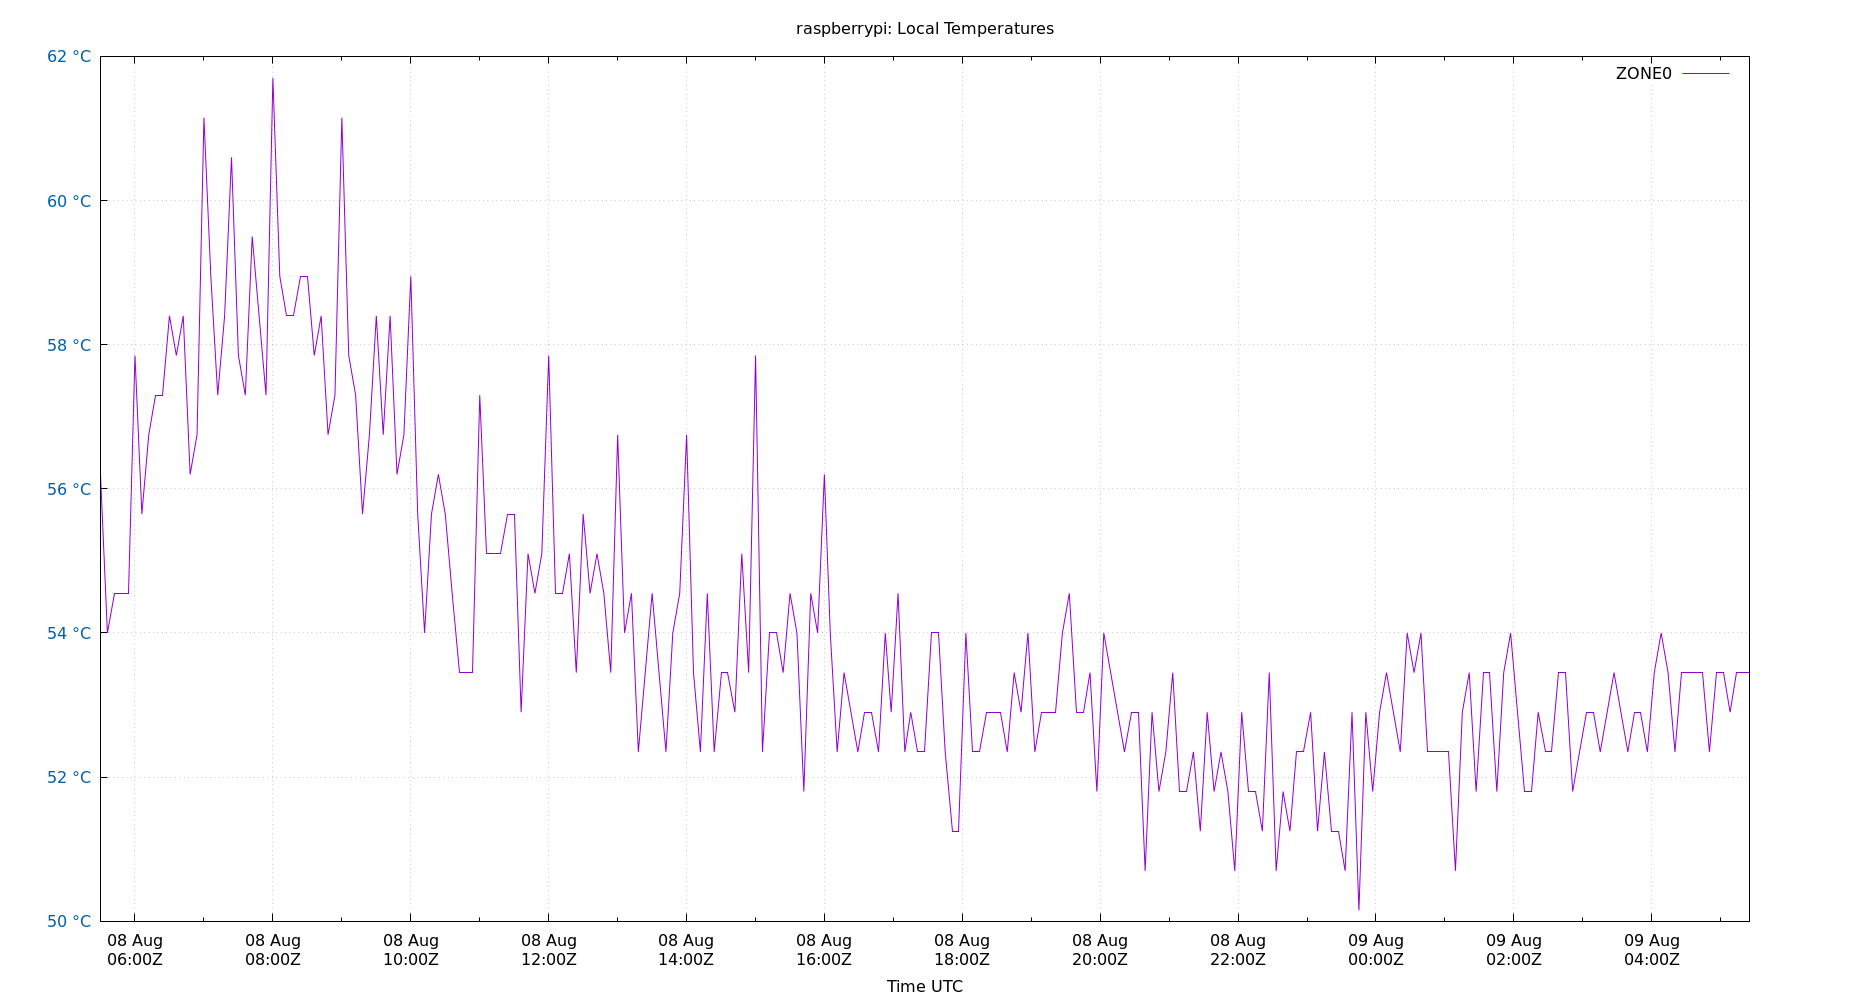 raspberrypi: Local Temperatures
62 °C
ZONE0
60 °C
58 °C
56 °C
54 °C
52 °C
50 °C
08 Aug 08 Aug 08 Aug 08 Aug 08 Aug 08 Aug 08 Aug 08 Aug 08 Aug 09 Aug 09 Aug 09 Aug
06:00Z 08:00Z 10:00Z 12:00Z 14:00Z 16:00Z 18:00Z 20:00Z 22:00Z 00:00Z 02:00Z 04:00Z
Time UTC